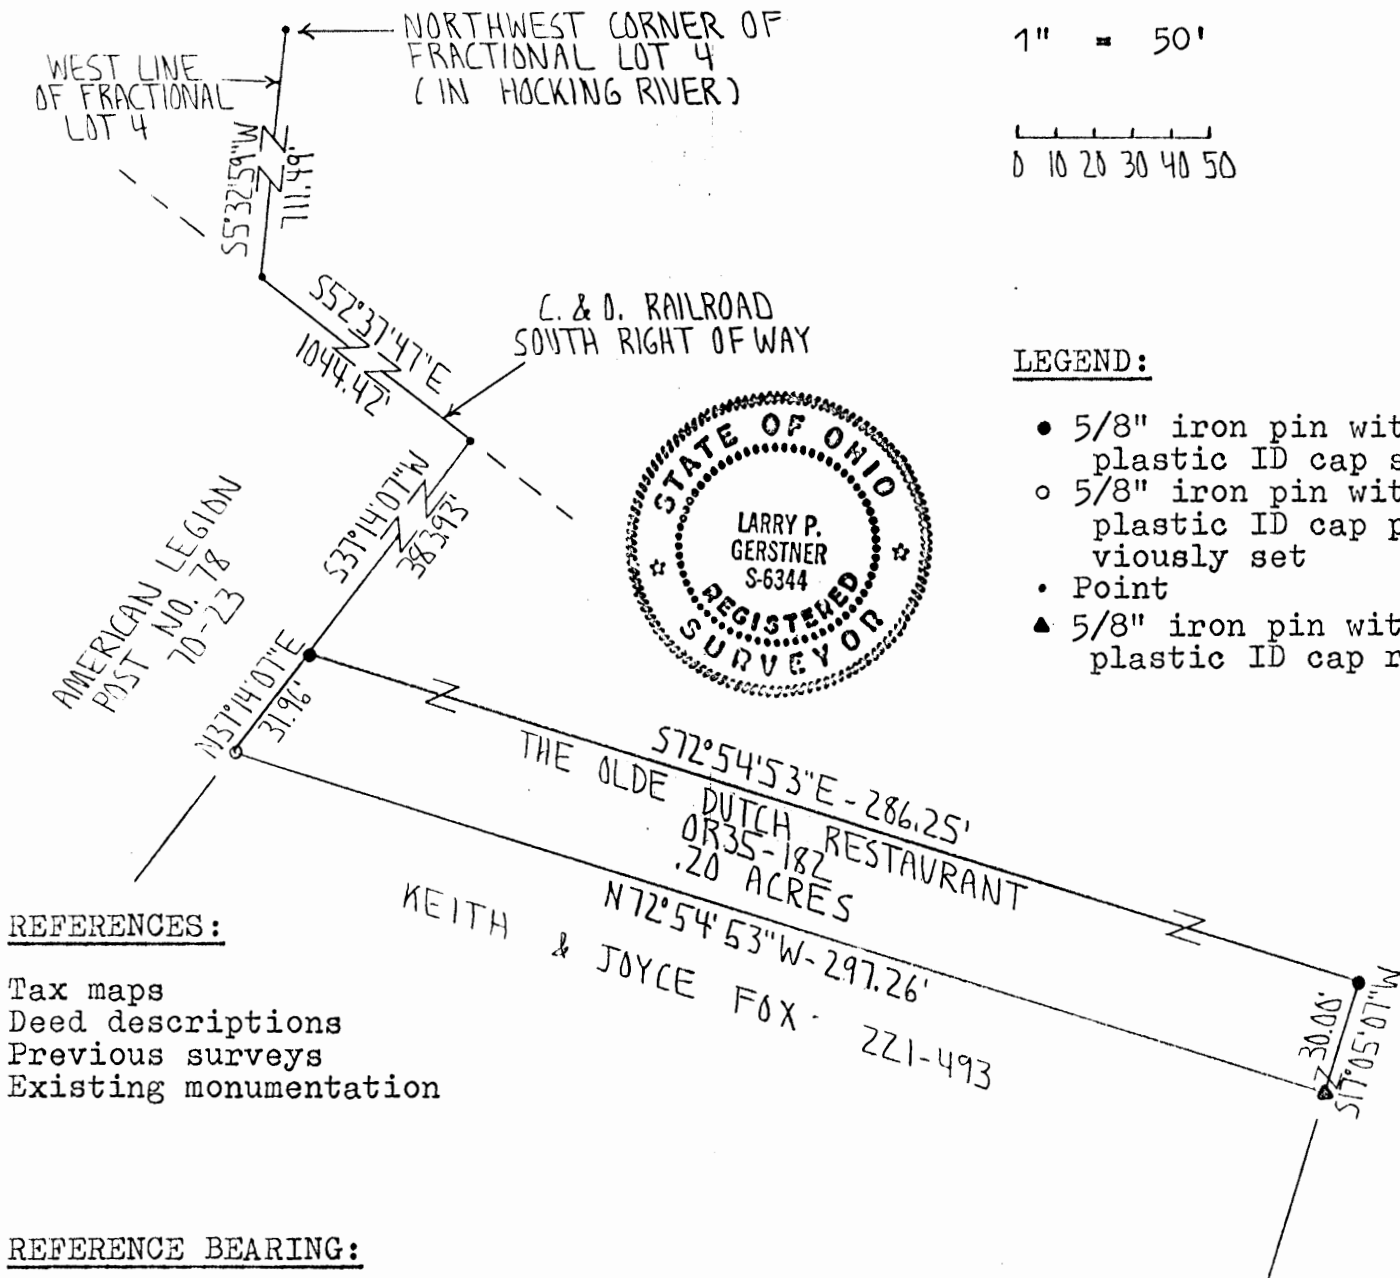 NORTHWEST CORNER OF
FRACTIONAL LOT 4
(IN HOCKING RIVER)
WEST LINE
OF FRACTIONAL
LOT 4
S5°32'59"W
711.49'
1" = 50'
0 10 20 30 40 50
S52°37'47"E
1044.42'
C. & O. RAILROAD
SOUTH RIGHT OF WAY
LEGEND:
5/8" iron pin wit
plastic ID cap s
5/8" iron pin wit
plastic ID cap p
viously set
Point
5/8" iron pin wit
plastic ID cap r
STATE OF OHIO
LARRY P.
GERSTNER
S-6344
REGISTERED
SURVEYOR
S37°14'07"W
383.93'
AMERICAN LEGION
POST NO. 78
70-23
N37°14'07"E
31.96'
S72°54'53"E - 286.25'
THE OLDE DUTCH RESTAURANT
OR35-182
.20 ACRES
N72°54'53"W - 297.26'
KEITH & JOYCE FOX 221-493
30.00'
S17°05'07"W
REFERENCES:
Tax maps
Deed descriptions
Previous surveys
Existing monumentation
REFERENCE BEARING: